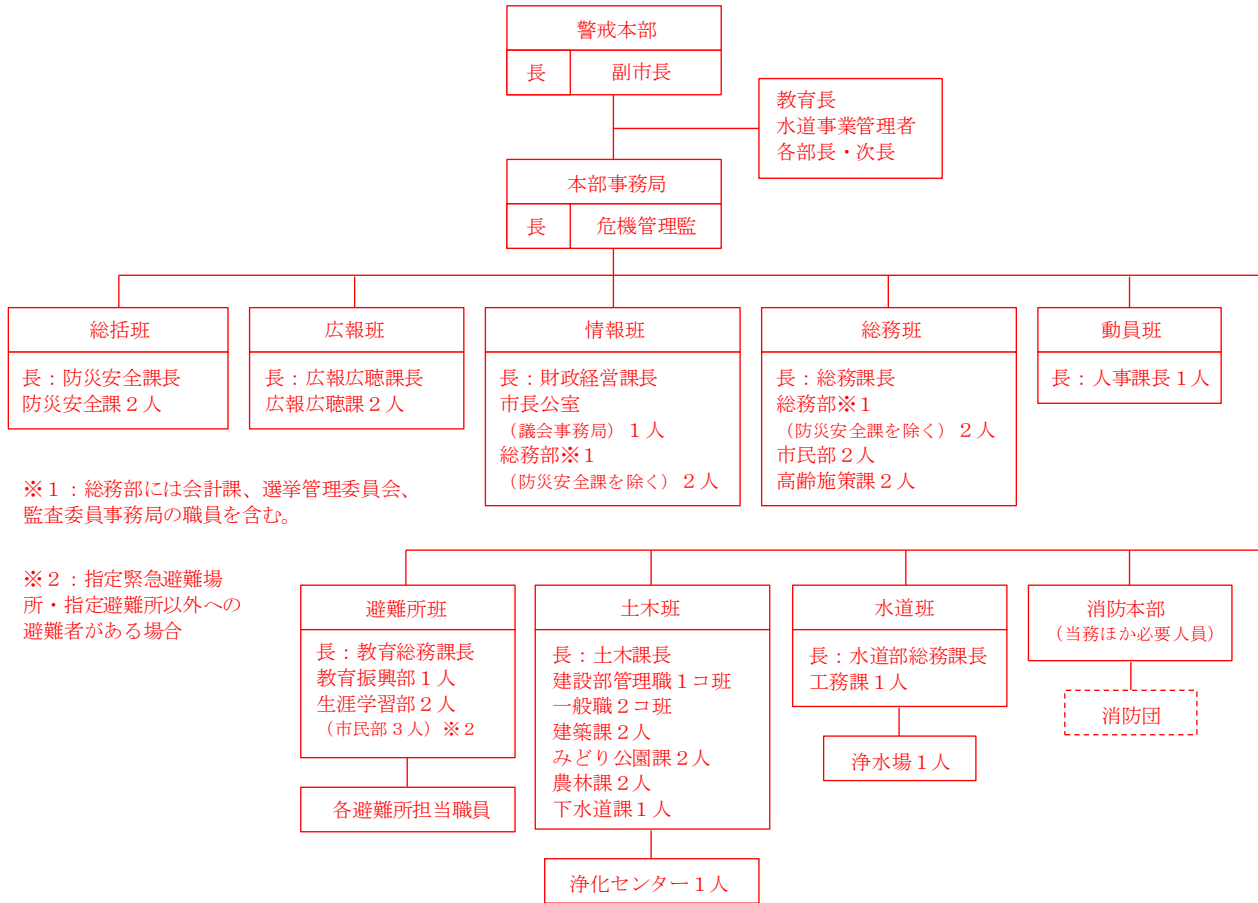 警戒本部
長 副市長
教育長
水道事業管理者
各部長・次長
本部事務局
長 危機管理監
総括班
長：防災安全課長
防災安全課２人
広報班
長：広報広聴課長
広報広聴課２人
情報班
長：財政経営課長
市長公室
（議会事務局）１人
総務部※１
（防災安全課を除く）２人
総務班
長：総務課長
総務部※１
（防災安全課を除く）２人
市民部２人
高齢施策課２人
動員班
長：人事課長１人
※１：総務部には会計課、選挙管理委員会、
監査委員事務局の職員を含む。
※２：指定緊急避難場
所・指定避難所以外への
避難者がある場合
避難所班
長：教育総務課長
教育振興部１人
生涯学習部２人
（市民部３人）※２
各避難所担当職員
土木班
長：土木課長
建設部管理職１コ班
一般職２コ班
建築課２人
みどり公園課２人
農林課２人
下水道課１人
浄化センター１人
水道班
長：水道部総務課長
工務課１人
浄水場１人
消防本部
（当務ほか必要人員）
消防団